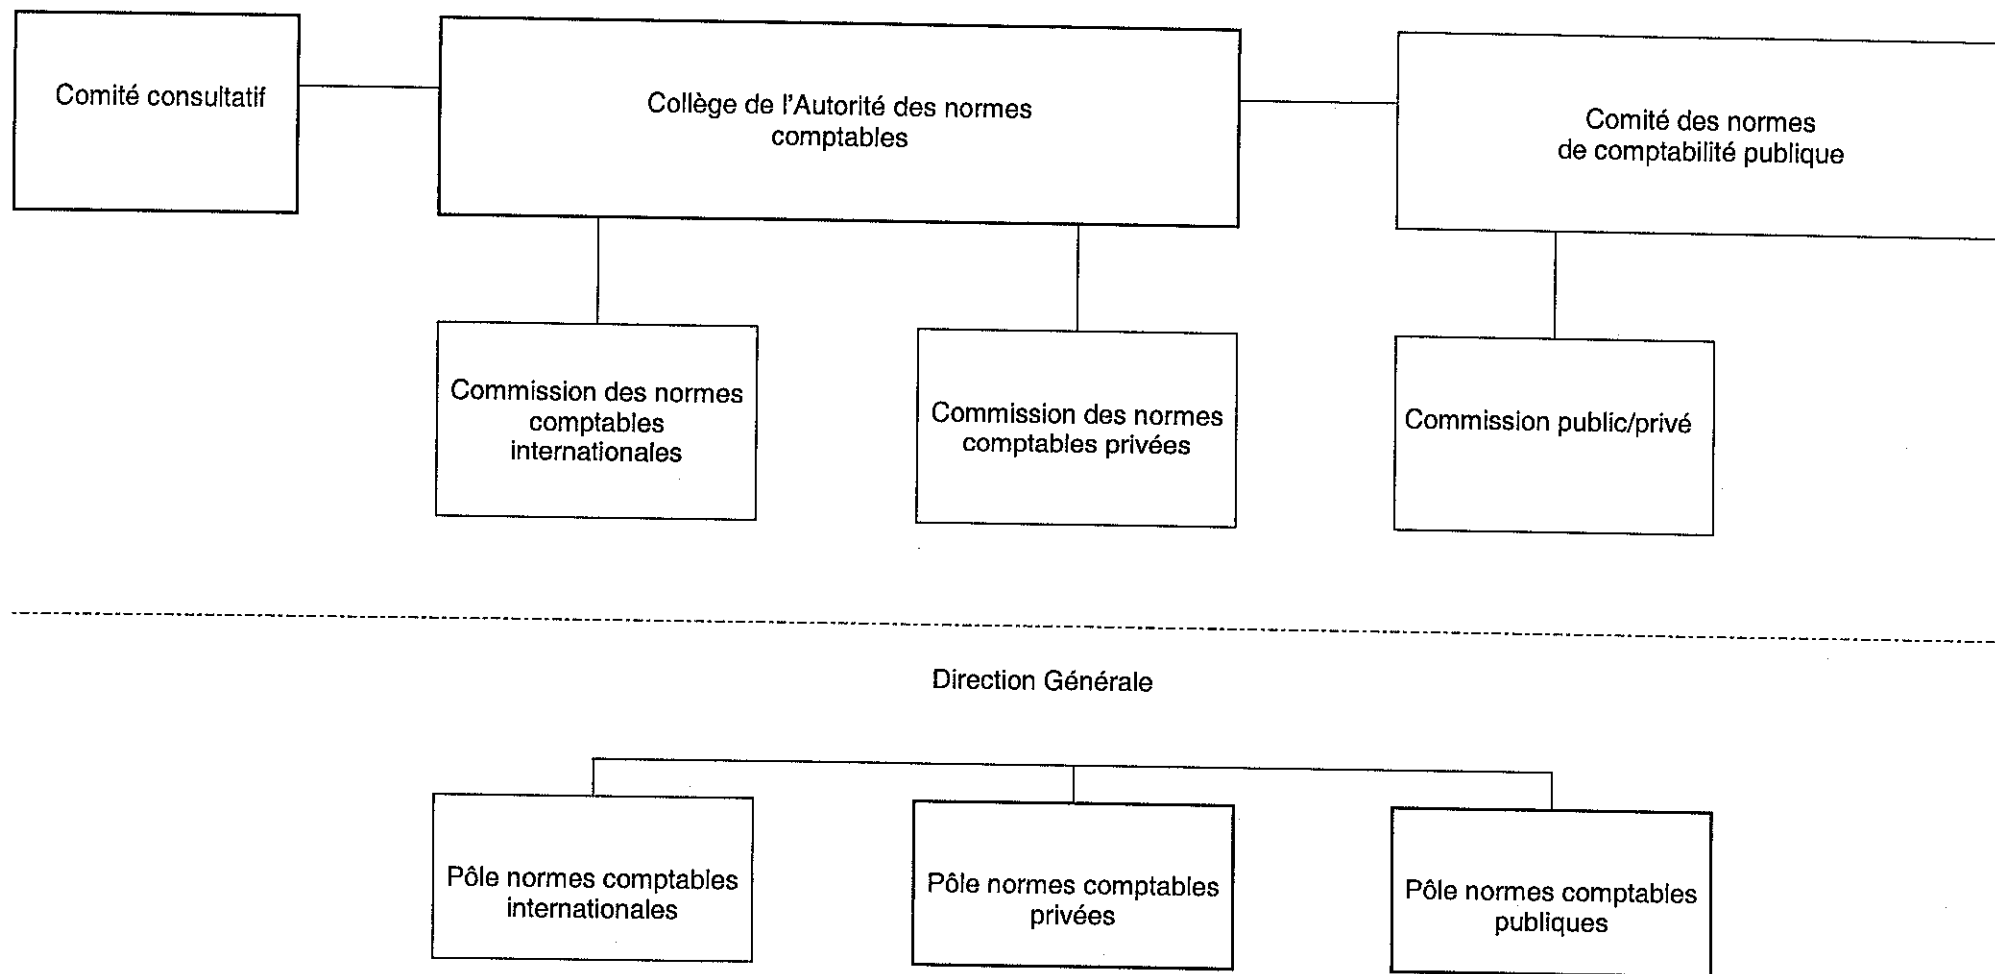 Comité consultatif
Collège de l'Autorité des normes
comptables
Comité des normes
de comptabilité publique
Commission des normes
comptables
internationales
Commission des normes
comptables privées
Commission public/privé
Direction Générale
Pôle normes comptables
internationales
Pôle normes comptables
privées
Pôle normes comptables
publiques